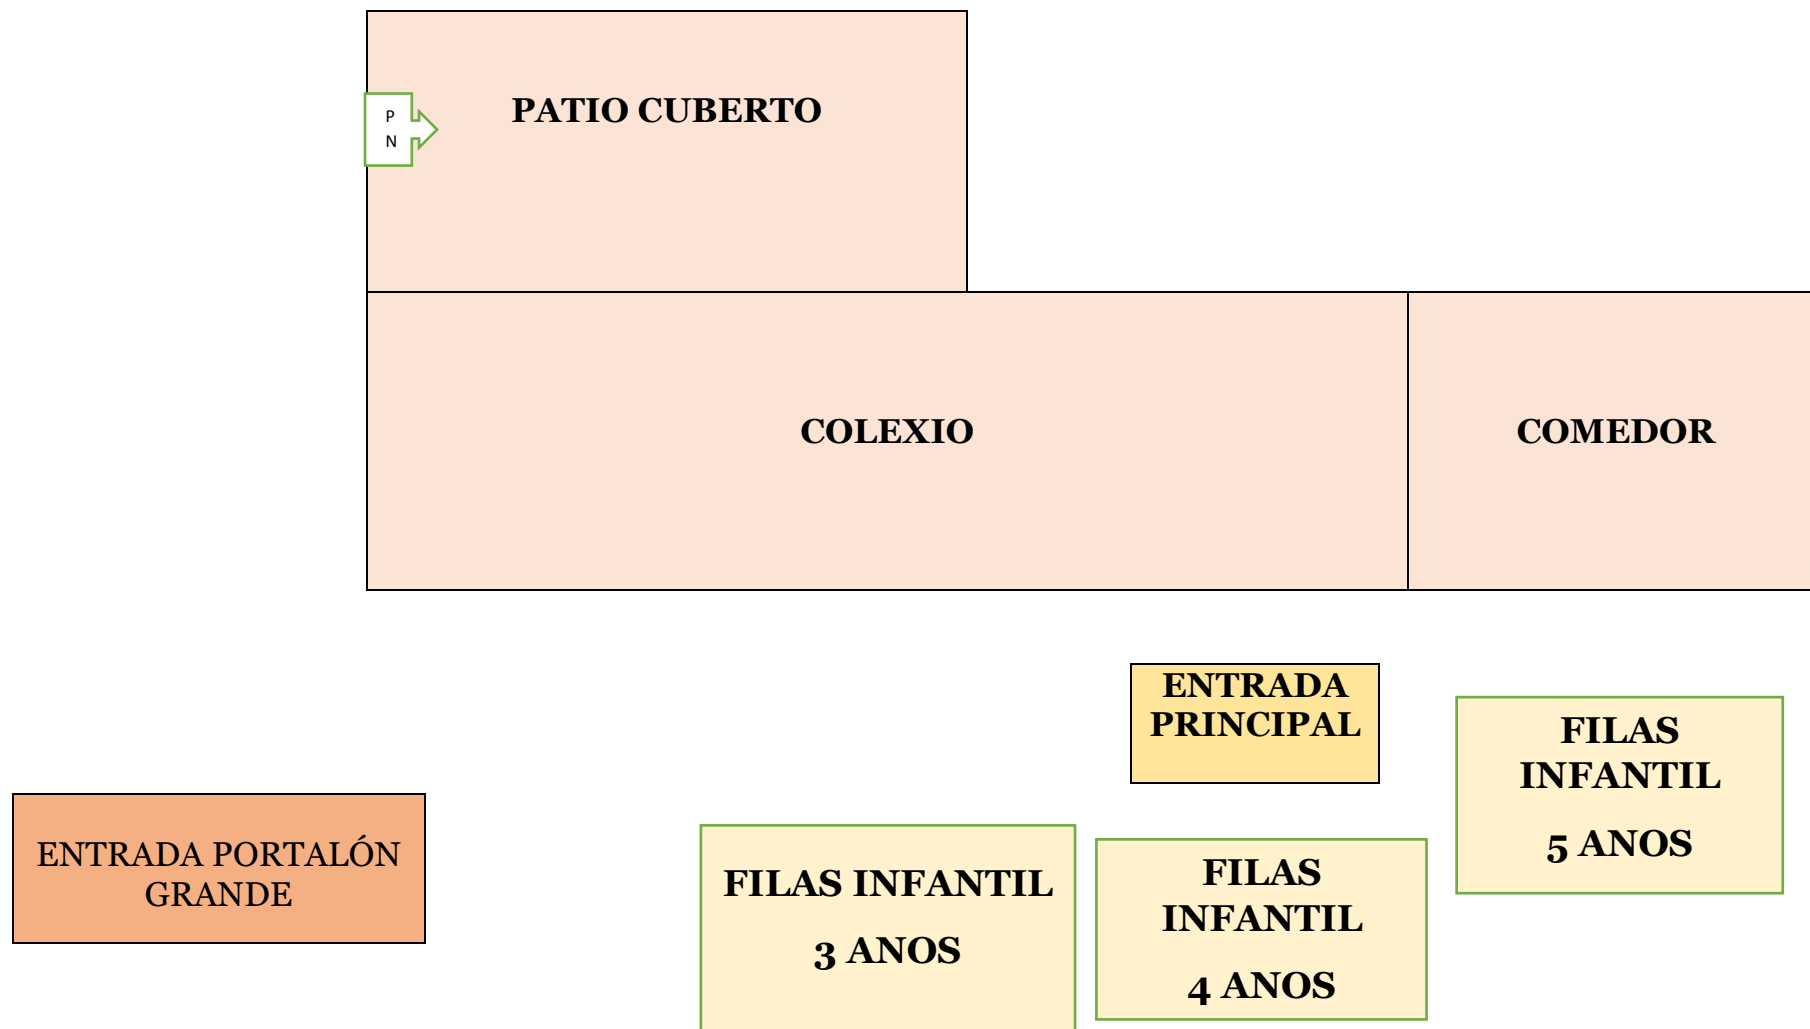 PATIO CUBERTO
P
N
COLEXIO
COMEDOR
ENTRADA
PRINCIPAL
FILAS
INFANTIL
5 ANOS
ENTRADA PORTALÓN
GRANDE
FILAS INFANTIL
3 ANOS
FILAS
INFANTIL
4 ANOS